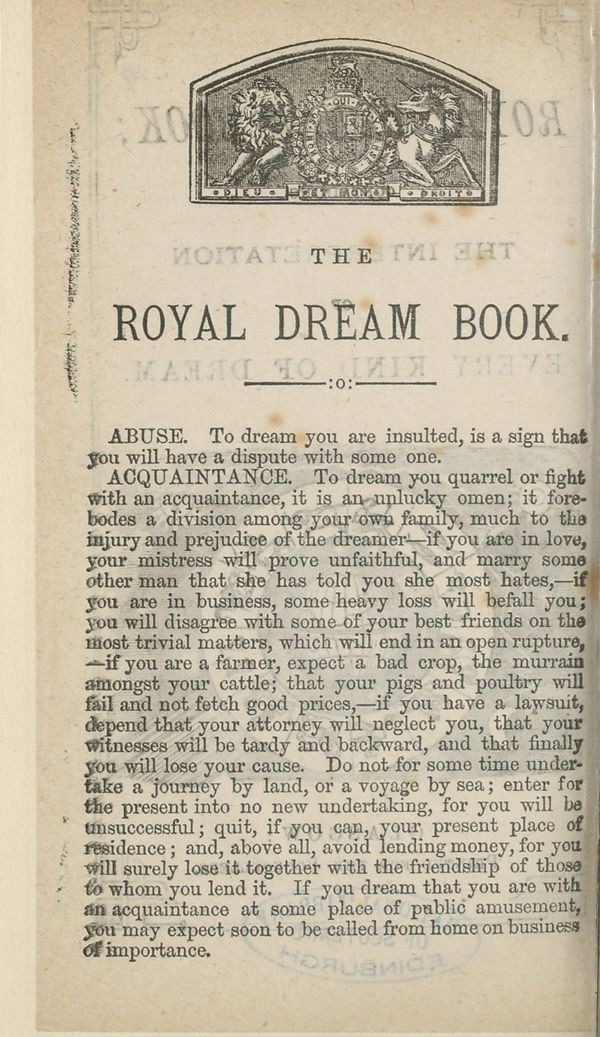 DIEU ET MON DROIT
THE
ROYAL DREAM BOOK.
:o:
ABUSE. To dream you are insulted, is a sign that
you will have a dispute with some one.
ACQUAINTANCE. To dream you quarrel or fight
with an acquaintance, it is an unlucky omen; it fore-
bodes a division among your own family, much to the
injury and prejudice of the dreamer—if you are in love,
your mistress will prove unfaithful, and marry some
other man that she has told you she most hates,—if
you are in business, some heavy loss will befall you;
you will disagree with some of your best friends on the
most trivial matters, which will end in an open rupture,
—if you are a farmer, expect a bad crop, the murrain
amongst your cattle; that your pigs and poultry will
fail and not fetch good prices,—if you have a lawsuit,
depend that your attorney will neglect you, that your
witnesses will be tardy and backward, and that finally
you will lose your cause. Do not for some time under-
take a journey by land, or a voyage by sea; enter for
the present into no new undertaking, for you will be
unsuccessful; quit, if you can, your present place of
residence; and, above all, avoid lending money, for you
will surely lose it together with the friendship of those
to whom you lend it. If you dream that you are with
an acquaintance at some place of public amusement,
you may expect soon to be called from home on business
of importance.